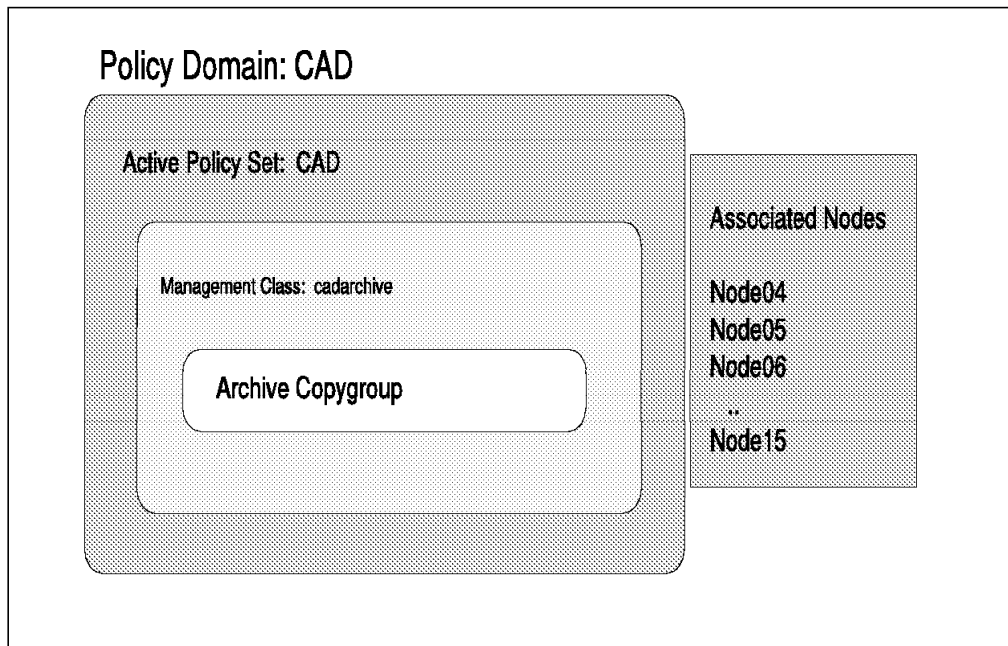 Policy Domain: CAD
Active Policy Set: CAD
Management Class: cadarchive
Archive Copygroup
Associated Nodes
Node04
Node05
Node06
..
Node15